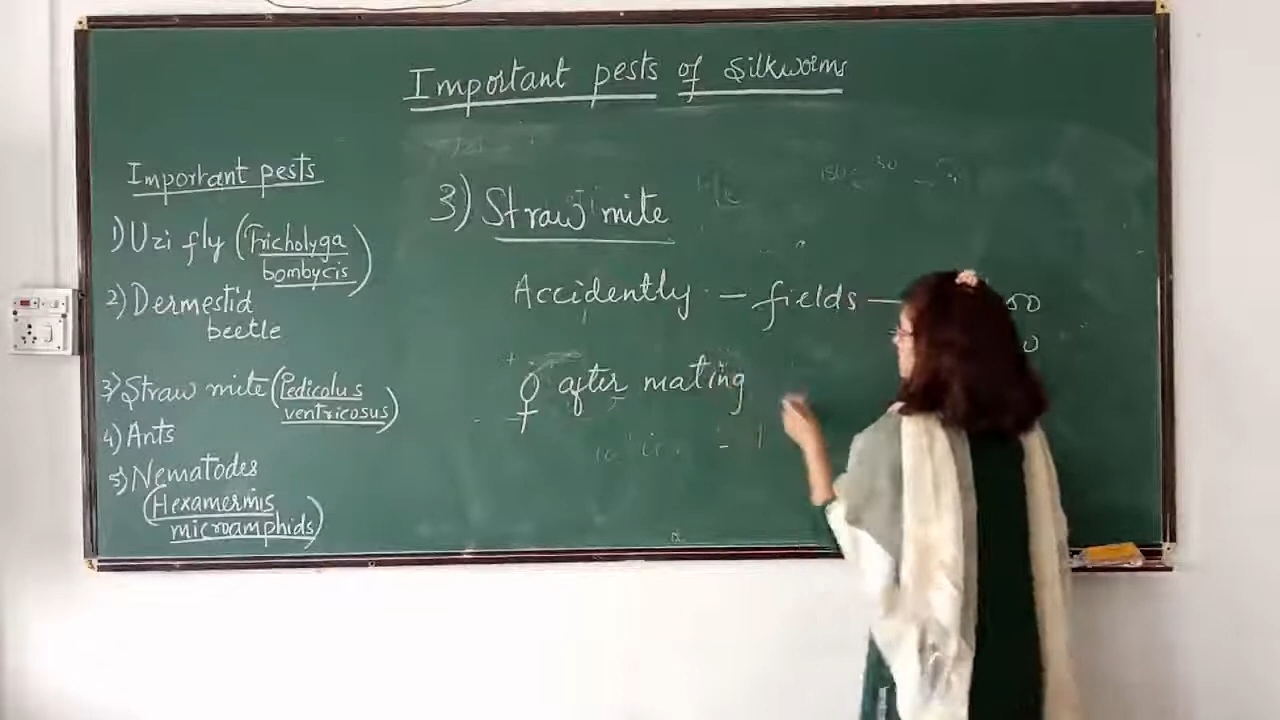 Important pests of Silkworms
Important pests
1) Uzi fly (Tricholyga
bombycis)
2) Dermestid
beetle
3) Straw mite (Pedicolus
ventricosus)
4) Ants
5) Nematodes
(Hexamermis
microamphids)
3) Straw mite
Accidently - fields -
♀ after mating